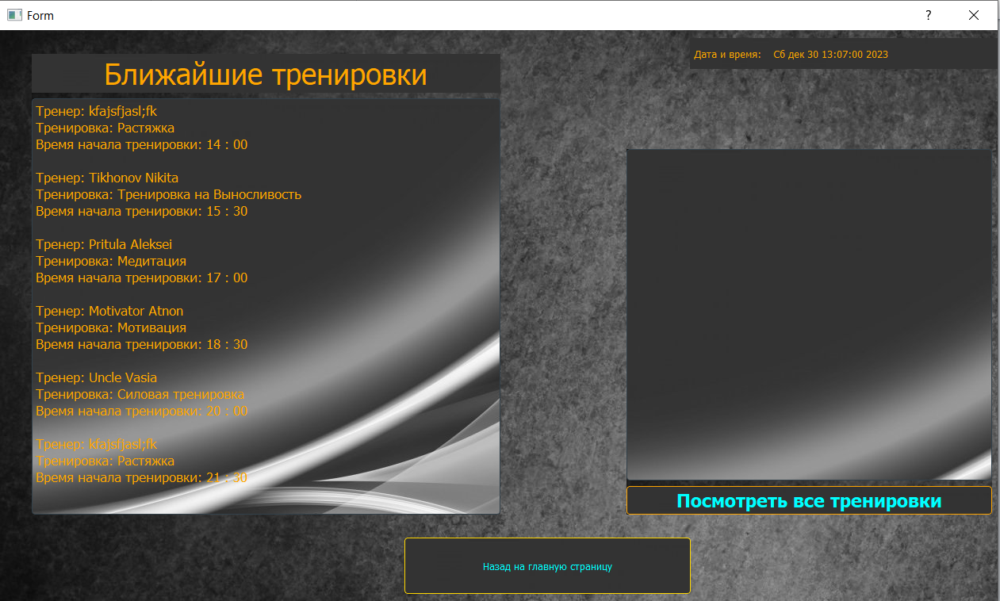 Form
?
Дата и время: Сб дек 30 13:07:00 2023
Ближайшие тренировки
Тренер: kfajsfjasl;fk
Тренировка: Растяжка
Время начала тренировки: 14 : 00
Тренер: Tikhonov Nikita
Тренировка: Тренировка на Выносливость
Время начала тренировки: 15 : 30
Тренер: Pritula Aleksei
Тренировка: Медитация
Время начала тренировки: 17 : 00
Тренер: Motivator Atnon
Тренировка: Мотивация
Время начала тренировки: 18 : 30
Тренер: Uncle Vasia
Тренировка: Силовая тренировка
Время начала тренировки: 20 : 00
Тренер: kfajsfjasl;fk
Тренировка: Растяжка
Время начала тренировки: 21 : 30
Посмотреть все тренировки
Назад на главную страницу